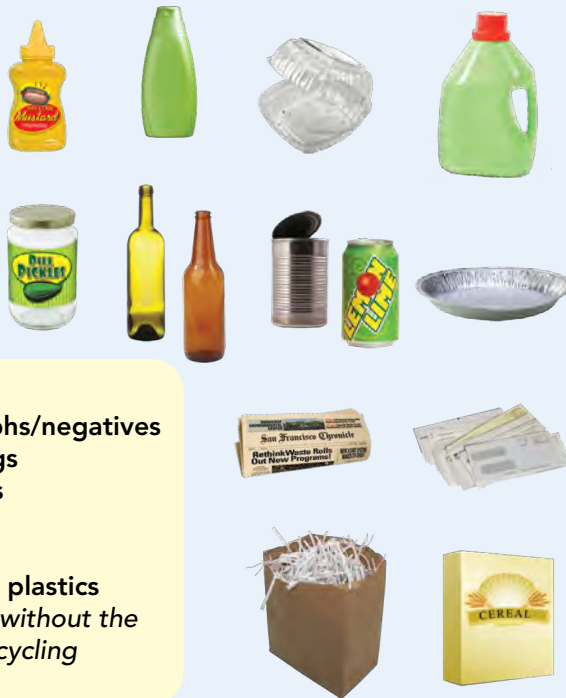 Mustard
DILL
PICKLES
LEMON
LIME
San Francisco Chronicle
RethinkWaste Rolls
Out New Programs!
phs/negatives
gs
s
plastics
without the
cycling
CEREAL